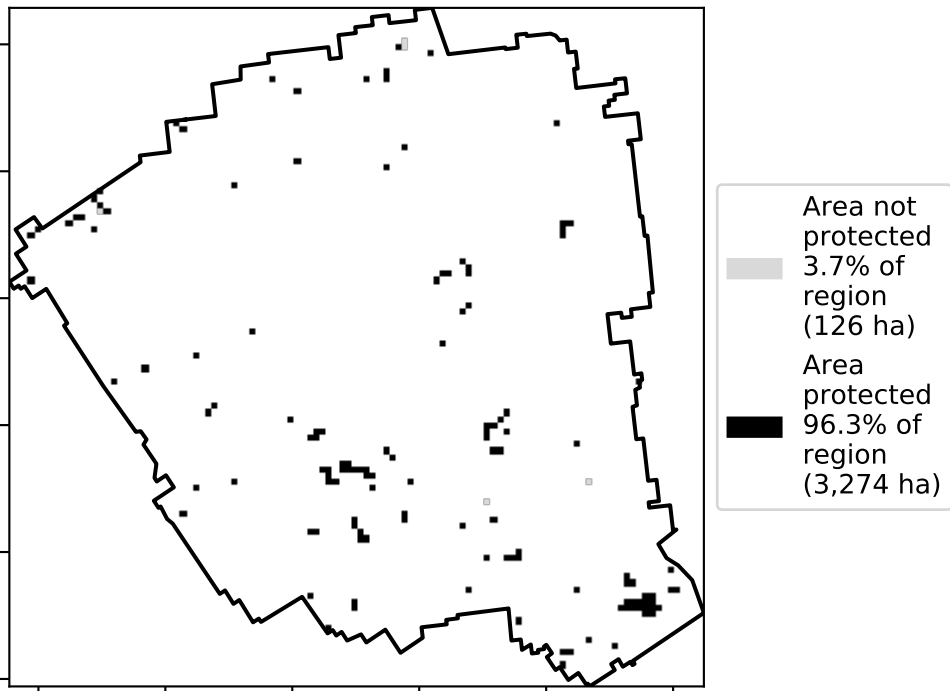 Area not
protected
3.7% of
region
(126 ha)
Area
protected
96.3% of
region
(3,274 ha)